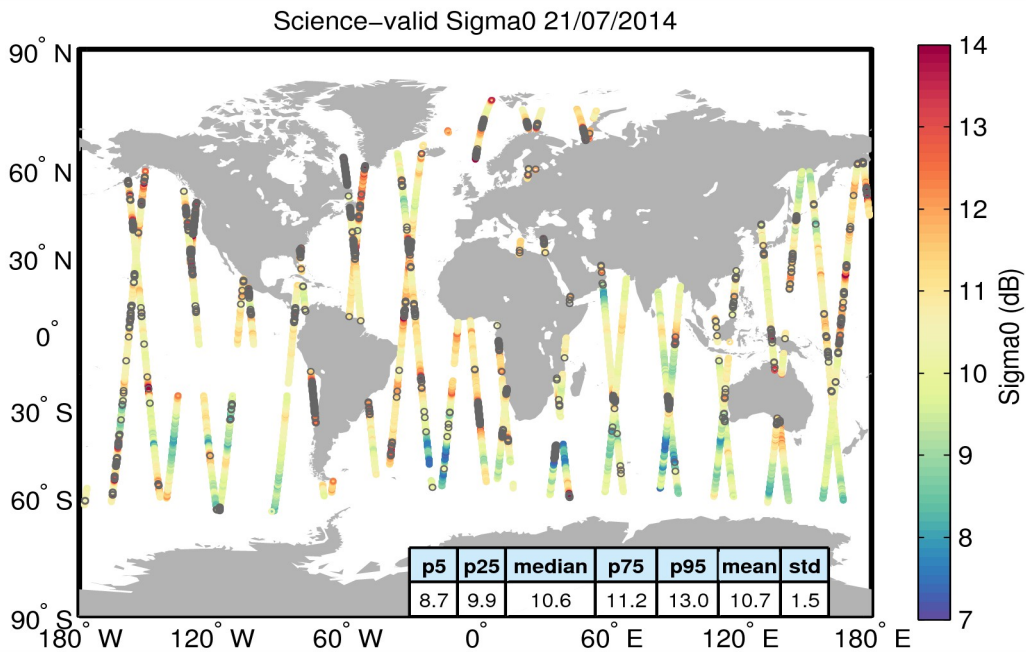 Science−valid Sigma0 21/07/2014
90° N
60° N
30° N
0°
30° S
60° S
90° S
180° W
120° W
60° W
0°
60° E
120° E
180° E
p5 p25 median p75 p95 mean std
8.7 9.9 10.6 11.2 13.0 10.7 1.5
14
13
12
11
10
9
8
7
Sigma0 (dB)